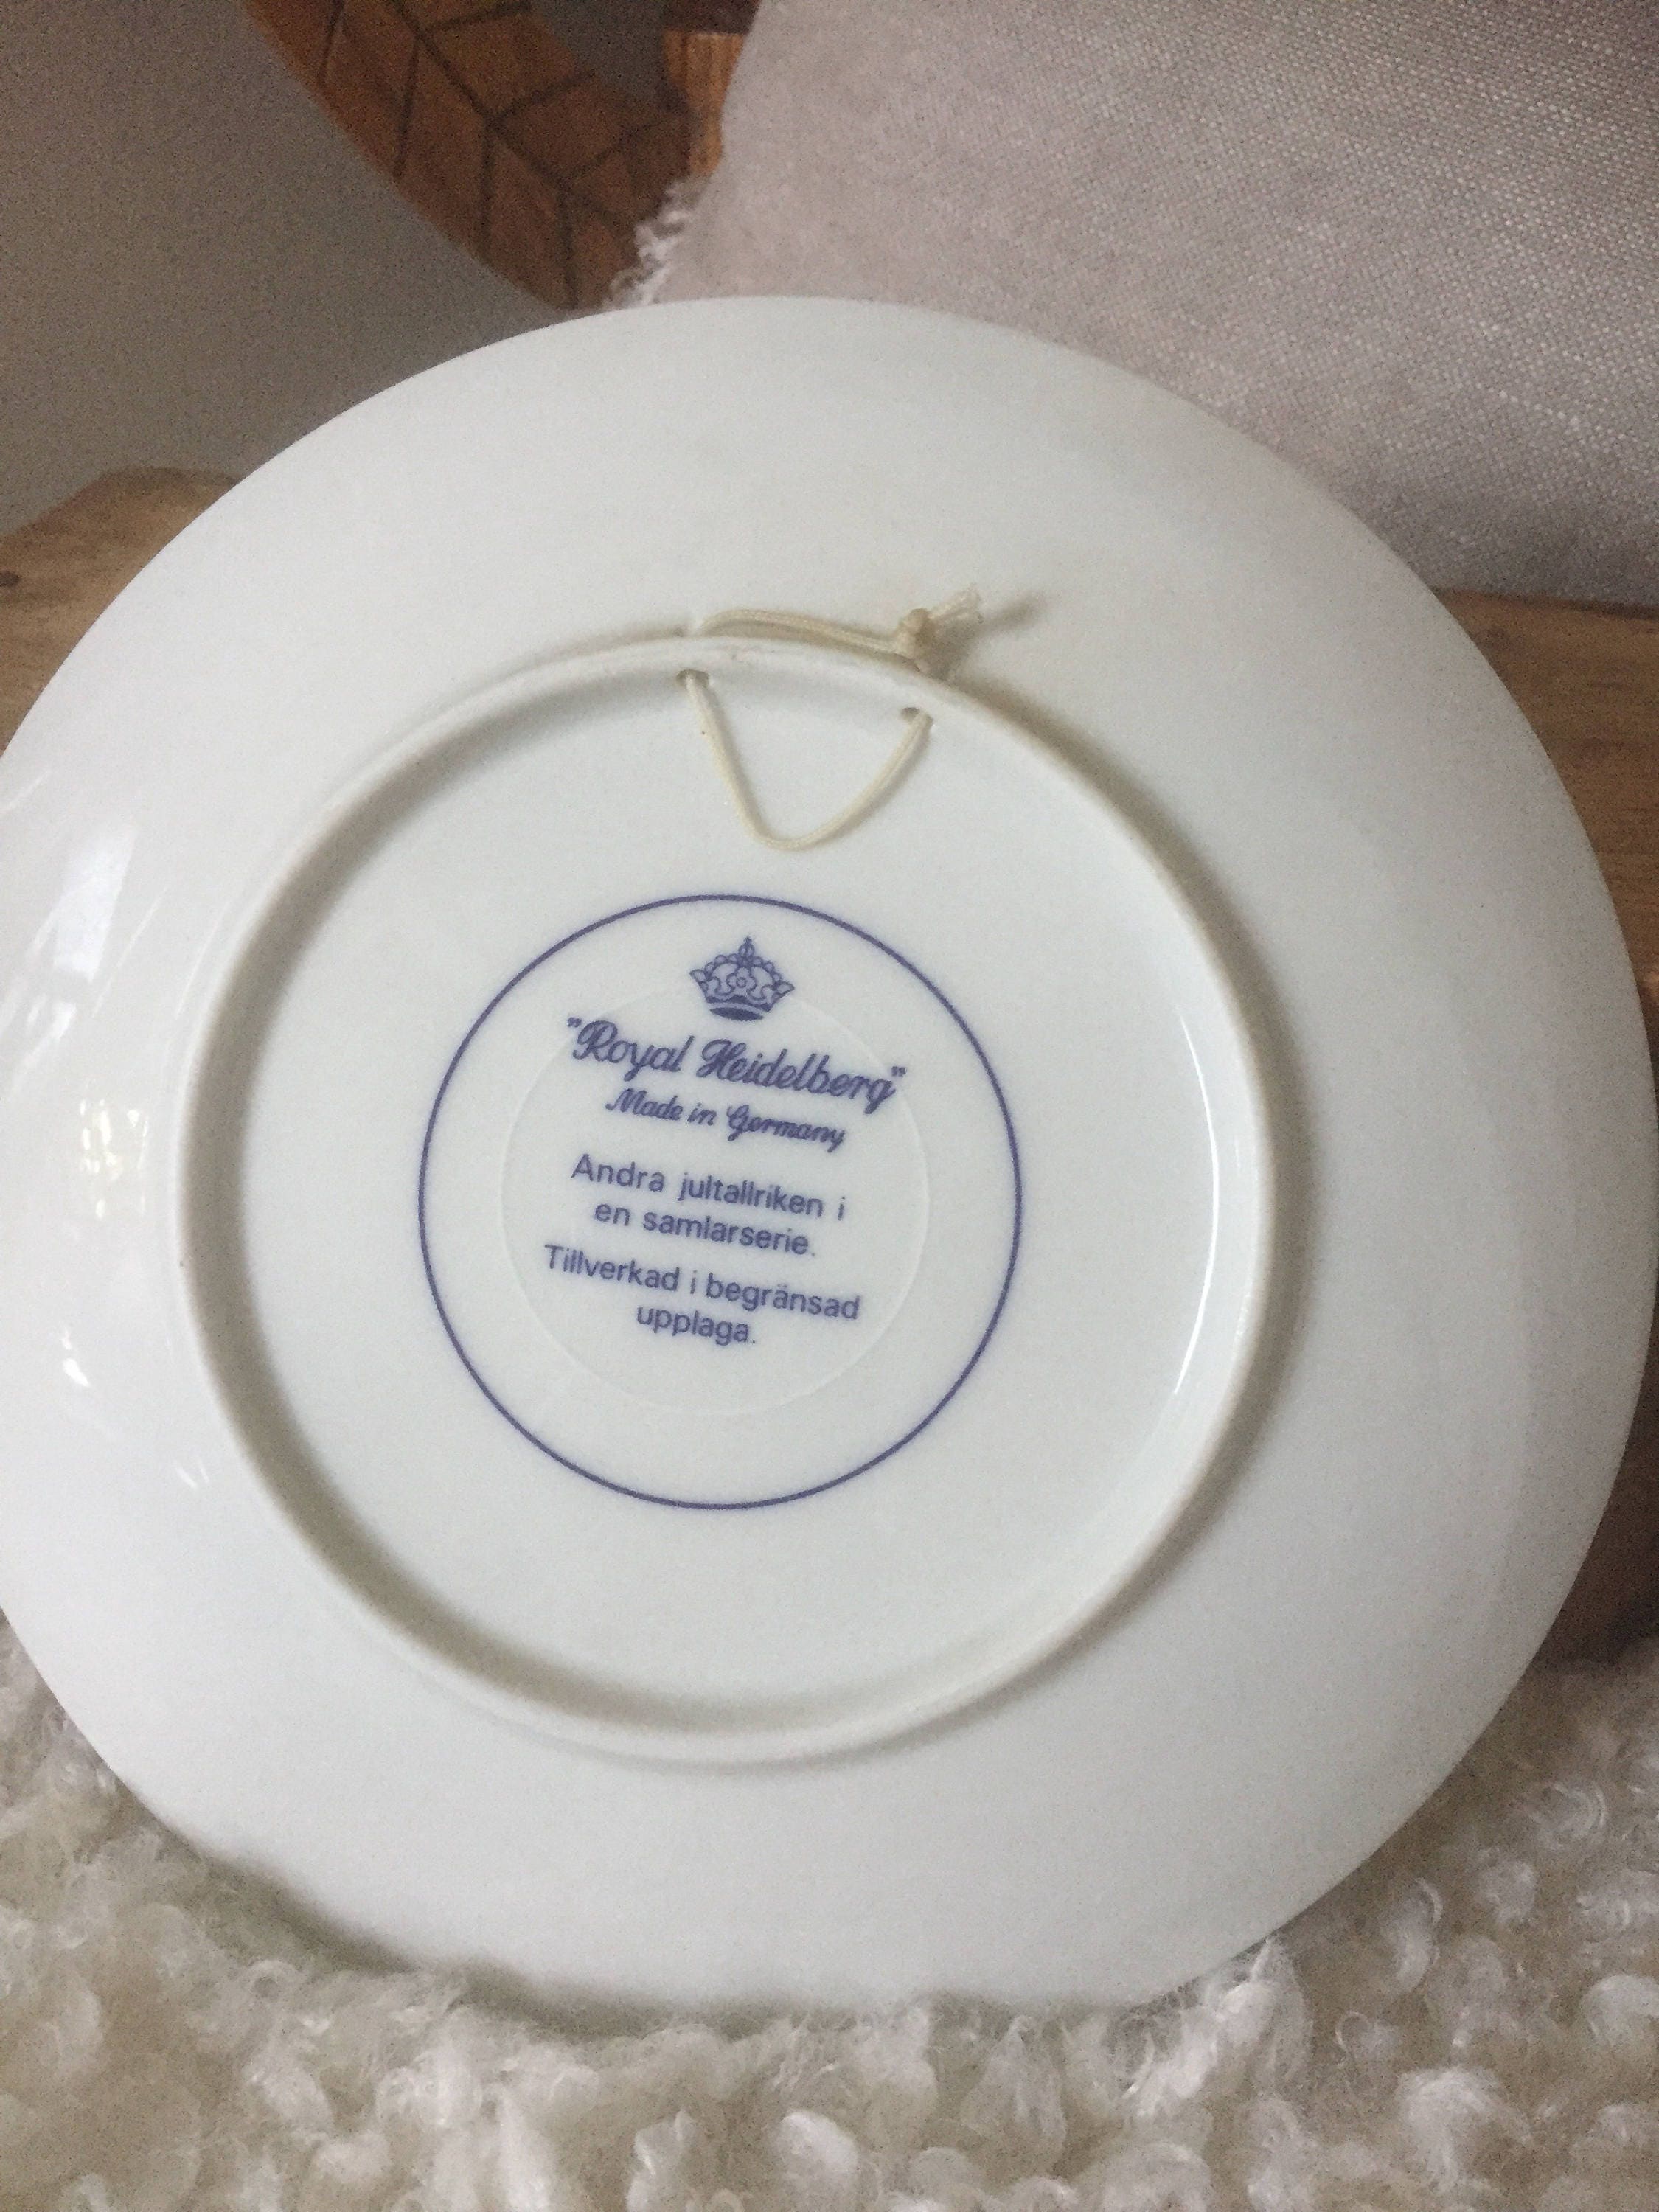 "Royal Heidelberg"
Made in Germany
Andra jultallriken i
en samlarserie.
Tillverkad i begränsad
upplaga.